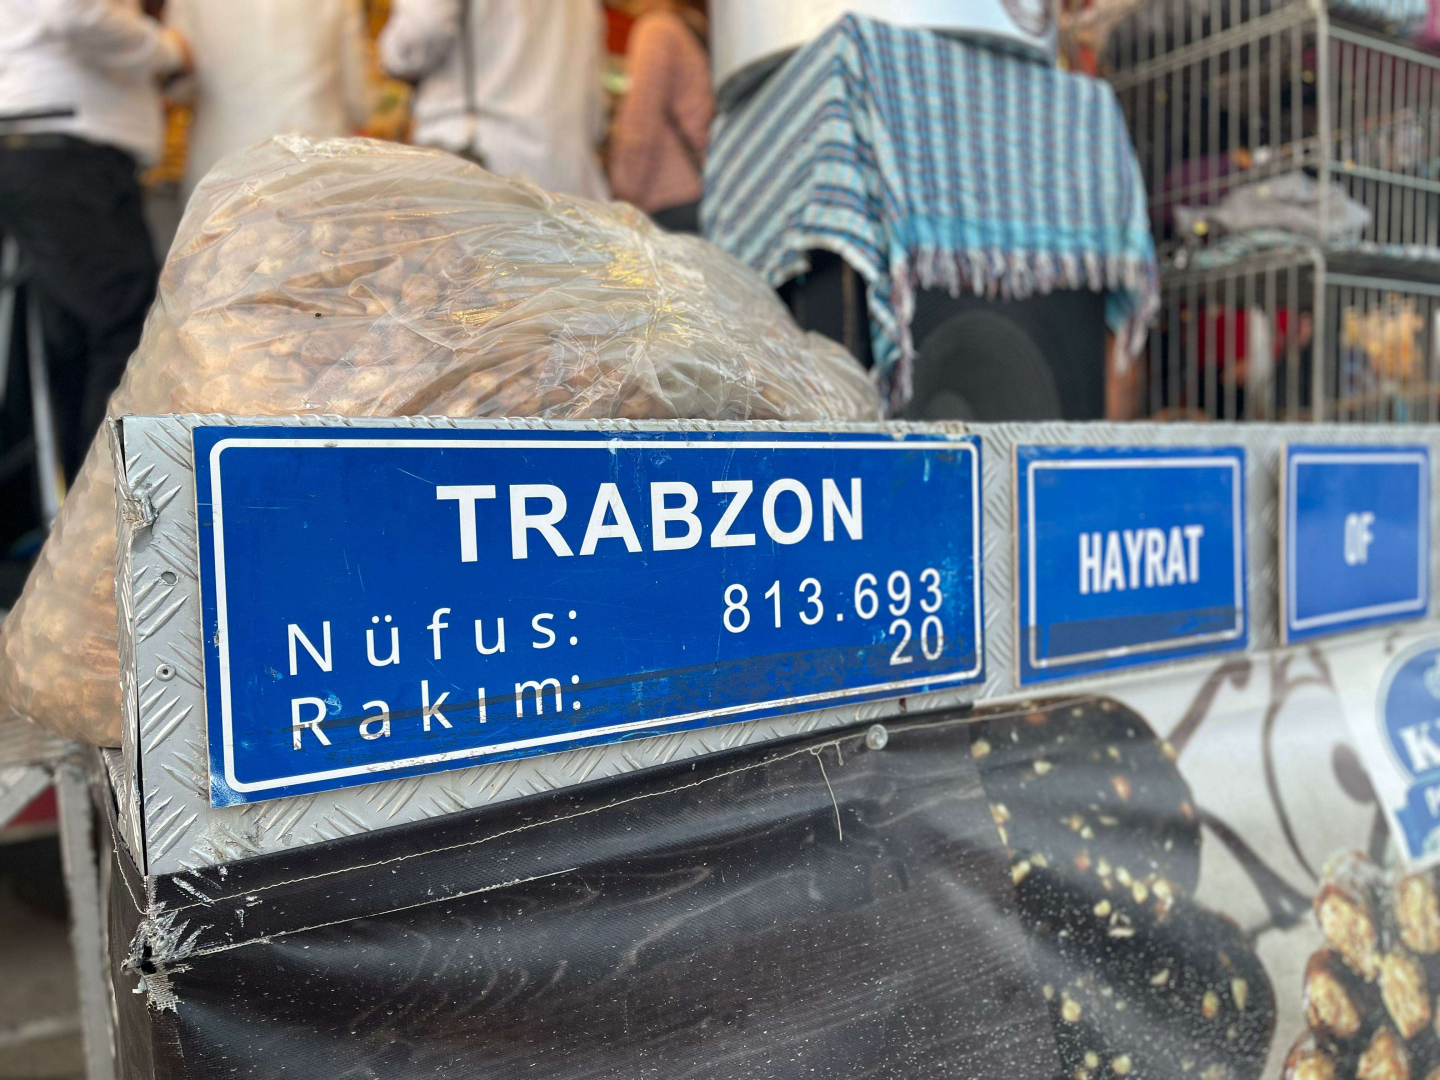 TRABZON
Nüfus: 813.693
Rakım: 20
HAYRAT
OF